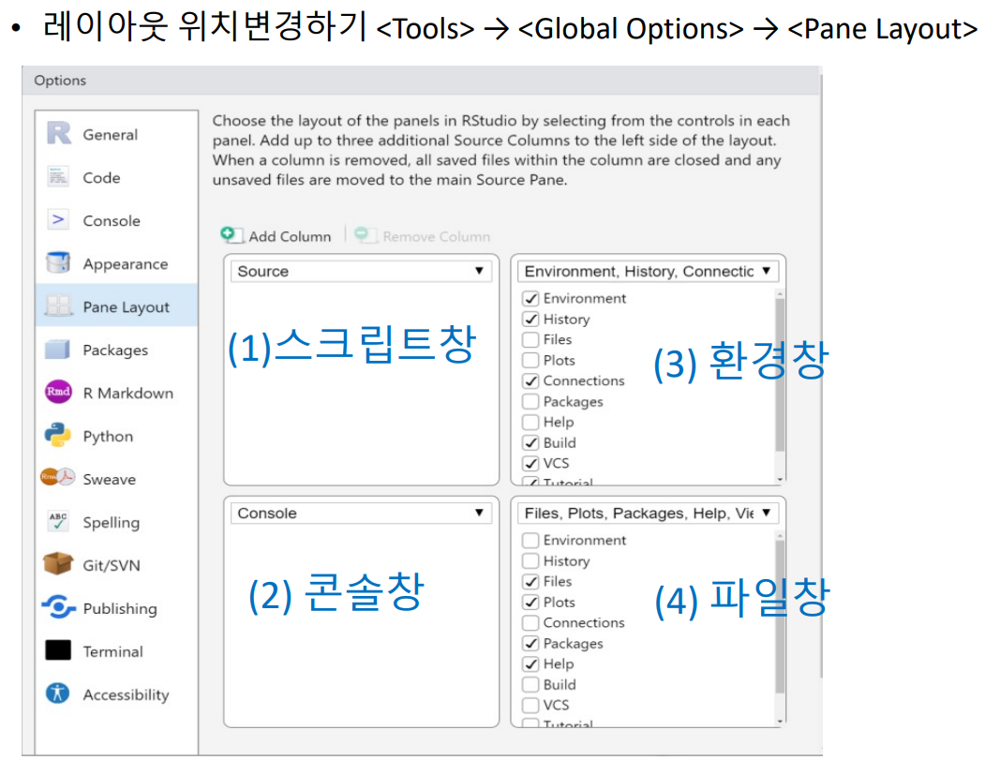 • 레이아웃 위치변경하기 <Tools> → <Global Options> → <Pane Layout>
Options
General
Code
Console
Appearance
Pane Layout
Packages
Rmd R Markdown
Python
Sweave
ABC Spelling
Git/SVN
Publishing
Terminal
Accessibility
Choose the layout of the panels in RStudio by selecting from the controls in each
panel. Add up to three additional Source Columns to the left side of the layout.
When a column is removed, all saved files within the column are closed and any
unsaved files are moved to the main Source Pane.
Add Column
Remove Column
Source
(1)스크립트창
Environment, History, Connectic
Environment
History
Files
Plots
Connections
Packages
Help
Build
VCS
Tutorial
(3) 환경창
Console
(2) 콘솔창
Files, Plots, Packages, Help, Vie
Environment
History
Files
Plots
Connections
Packages
Help
Build
VCS
Tutorial
(4) 파일창